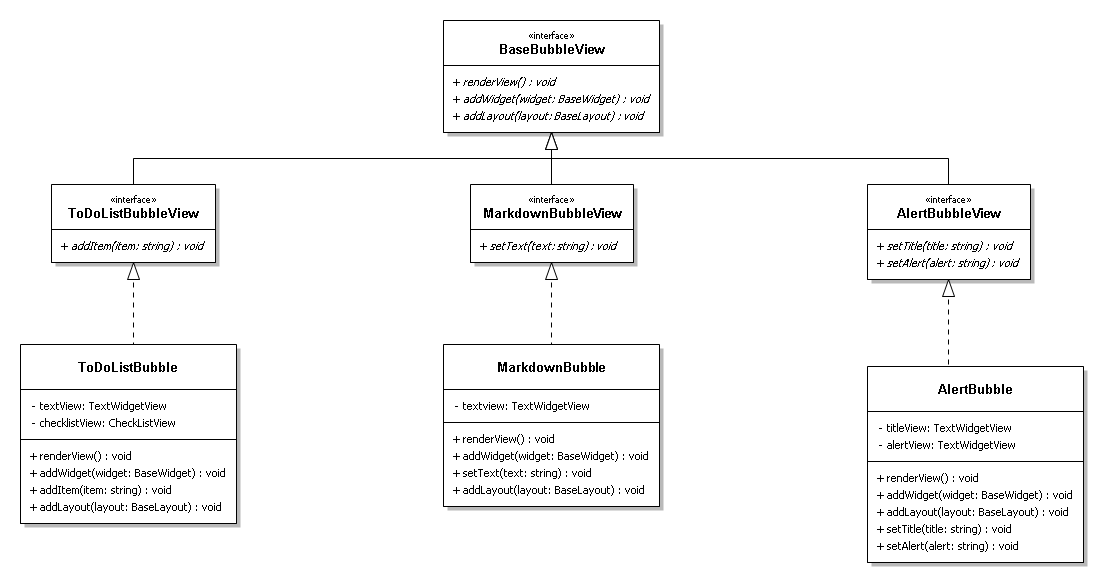 «interface»
BaseBubbleView
+ renderView() : void
+ addWidget(widget: BaseWidget) : void
+ addLayout(layout: BaseLayout) : void
«interface»
ToDoListBubbleView
+ addItem(item: string) : void
«interface»
MarkdownBubbleView
+ setText(text: string) : void
«interface»
AlertBubbleView
+ setTitle(title: string) : void
+ setAlert(alert: string) : void
ToDoListBubble
- textView: TextWidgetView
- checklistView: CheckListView
+ renderView() : void
+ addWidget(widget: BaseWidget) : void
+ addItem(item: string) : void
+ addLayout(layout: BaseLayout) : void
MarkdownBubble
- textview: TextWidgetView
+ renderView() : void
+ addWidget(widget: BaseWidget) : void
+ setText(text: string) : void
+ addLayout(layout: BaseLayout) : void
AlertBubble
- titleView: TextWidgetView
- alertView: TextWidgetView
+ renderView() : void
+ addWidget(widget: BaseWidget) : void
+ addLayout(layout: BaseLayout) : void
+ setTitle(title: string) : void
+ setAlert(alert: string) : void